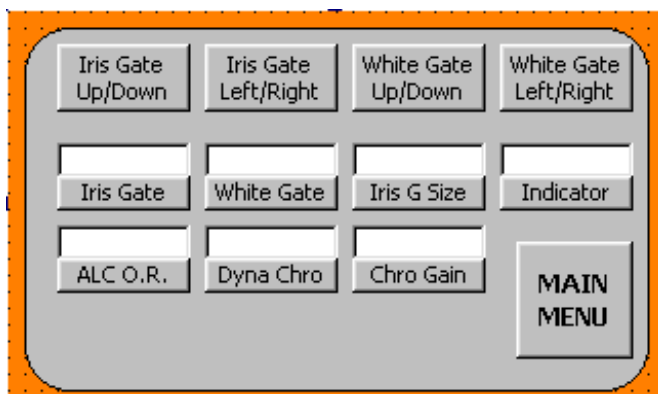 Iris Gate
Up/Down
Iris Gate
Left/Right
White Gate
Up/Down
White Gate
Left/Right
Iris Gate
White Gate
Iris G Size
Indicator
ALC O.R.
Dyna Chro
Chro Gain
MAIN
MENU